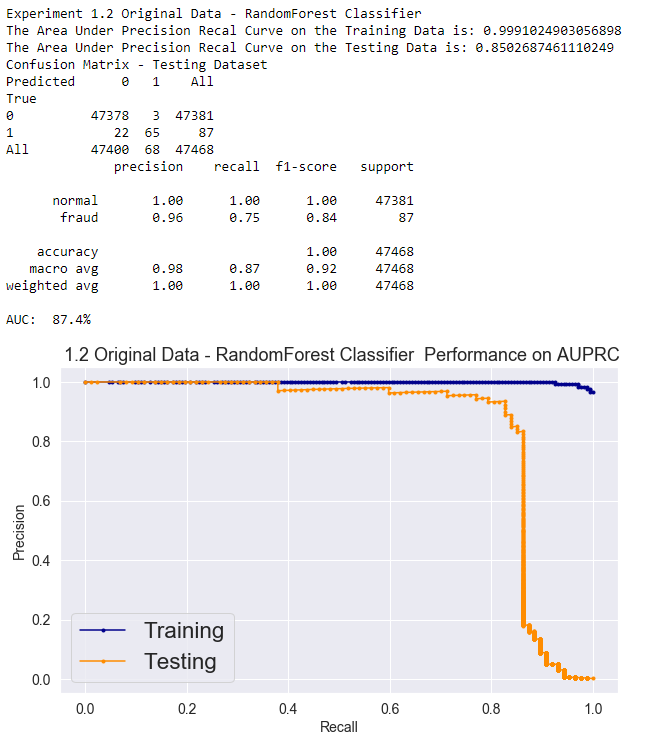 Experiment 1.2 Original Data - RandomForest Classifier
The Area Under Precision Recal Curve on the Training Data is: 0.9991024903056898
The Area Under Precision Recal Curve on the Testing Data is: 0.8502687461110249
Confusion Matrix - Testing Dataset
Predicted 0 1 All
True
0 47378 3 47381
1 22 65 87
All 47400 68 47468
precision recall f1-score support
normal 1.00 1.00 1.00 47381
fraud 0.96 0.75 0.84 87
accuracy 1.00 47468
macro avg 0.98 0.87 0.92 47468
weighted avg 1.00 1.00 1.00 47468
AUC: 87.4%
1.2 Original Data - RandomForest Classifier Performance on AUPRC
1.0
0.8
0.6
0.4
0.2
0.0
Precision
Training
Testing
0.0 0.2 0.4 0.6 0.8 1.0
Recall